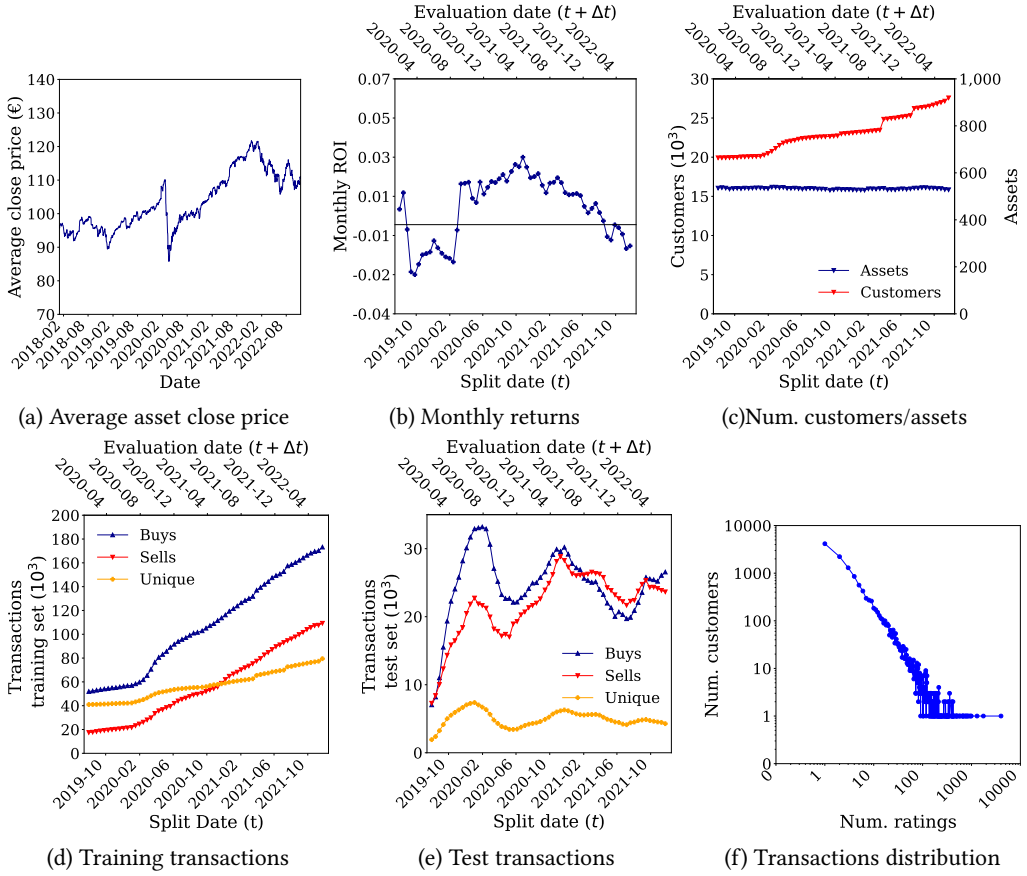 Evaluation date (t + Δt)
2020-04 2020-08 2020-12 2021-04 2021-08 2021-12 2022-04
Monthly ROI
0.07
0.03
0.01
-0.01
-0.02
-0.04
2019-10 2020-02 2020-06 2020-10 2021-02 2021-06 2021-10
Split date (t)
(b) Monthly returns
Average close price (€)
140
130
120
110
100
90
80
70
2018-02 2018-08 2019-02 2019-08 2020-02 2020-08 2021-02 2021-08 2022-02 2022-08
Date
(a) Average asset close price
Evaluation date (t + Δt)
2020-04 2020-08 2020-12 2021-04 2021-08 2021-12 2022-04
Customers (10³)
30
25
20
15
10
5
0
1,000
800
600
400
200
0
Assets
Assets
Customers
2019-10 2020-02 2020-06 2020-10 2021-02 2021-06 2021-10
Split date (t)
(c)Num. customers/assets
Evaluation date (t + Δt)
2020-04 2020-08 2020-12 2021-04 2021-08 2021-12 2022-04
Transactions
training set (10³)
200
180
160
140
120
100
80
60
40
20
0
Buys
Sells
Unique
2019-10 2020-02 2020-06 2020-10 2021-02 2021-06 2021-10
Split Date (t)
(d) Training transactions
Evaluation date (t + Δt)
2020-04 2020-08 2020-12 2021-04 2021-08 2021-12 2022-04
Transactions
test set (10³)
30
20
10
0
Buys
Sells
Unique
2019-10 2020-02 2020-06 2020-10 2021-02 2021-06 2021-10
Split date (t)
(e) Test transactions
Num. customers
10000
1000
100
10
1
0
0 1 10 100 1000 10000
Num. ratings
(f) Transactions distribution